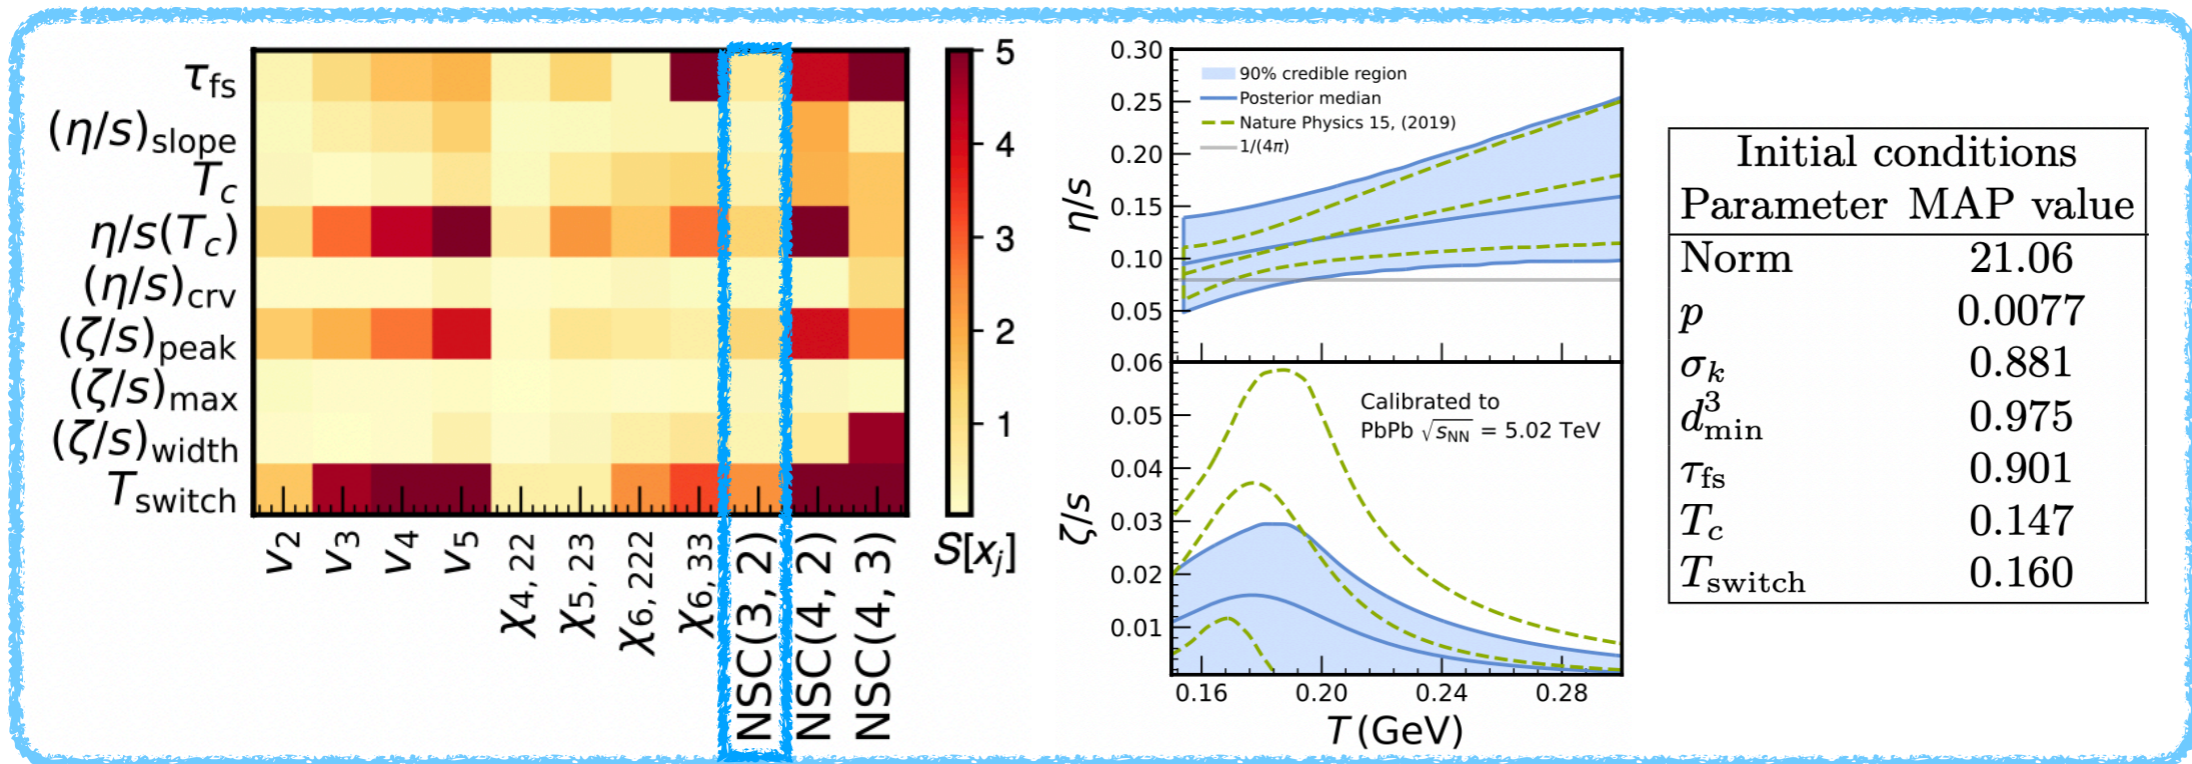 τfs
(η/s)slope
Tc
η/s(Tc)
(η/s)crv
(ζ/s)peak
(ζ/s)max
(ζ/s)width
Tswitch
v2
v3
v4
v5
χ4, 22
χ5, 23
χ6, 222
χ6, 33
NSC(3, 2)
NSC(4, 2)
NSC(4, 3)
5
4
3
2
1
S[xj]
0.30
0.25
0.20
0.15
0.10
0.05
η/s
90% credible region
Posterior median
Nature Physics 15, (2019)
1/(4π)
0.06
0.05
0.04
0.03
0.02
0.01
ζ/s
Calibrated to
PbPb √sNN = 5.02 TeV
0.16 0.20 0.24 0.28
T (GeV)
Initial conditions
Parameter MAP value
Norm 21.06
p 0.0077
σk 0.881
d³min 0.975
τfs 0.901
Tc 0.147
Tswitch 0.160